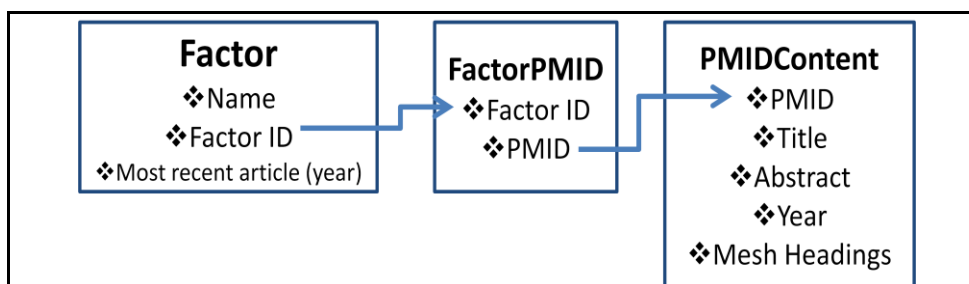 Factor
❖Name
❖Factor ID
❖Most recent article (year)
FactorPMID
❖Factor ID
❖PMID
PMIDContent
❖PMID
❖Title
❖Abstract
❖Year
❖Mesh Headings